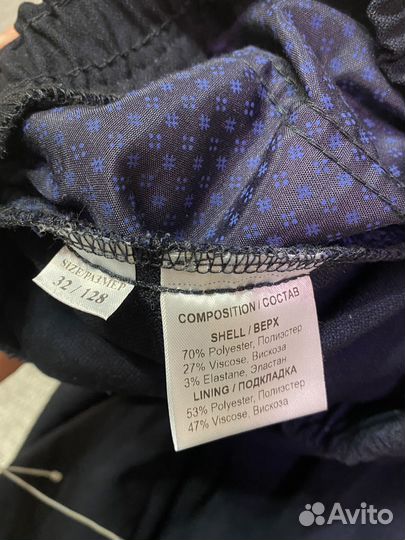 SIZE/РАЗМЕР
32 / 128
COMPOSITION / СОСТАВ
SHELL / ВЕРХ
70% Polyester, Полиэстер
27% Viscose, Вискоза
3% Elastane, Эластан
LINING / ПОДКЛАДКА
53% Polyester, Полиэстер
47% Viscose, Вискоза
Avito